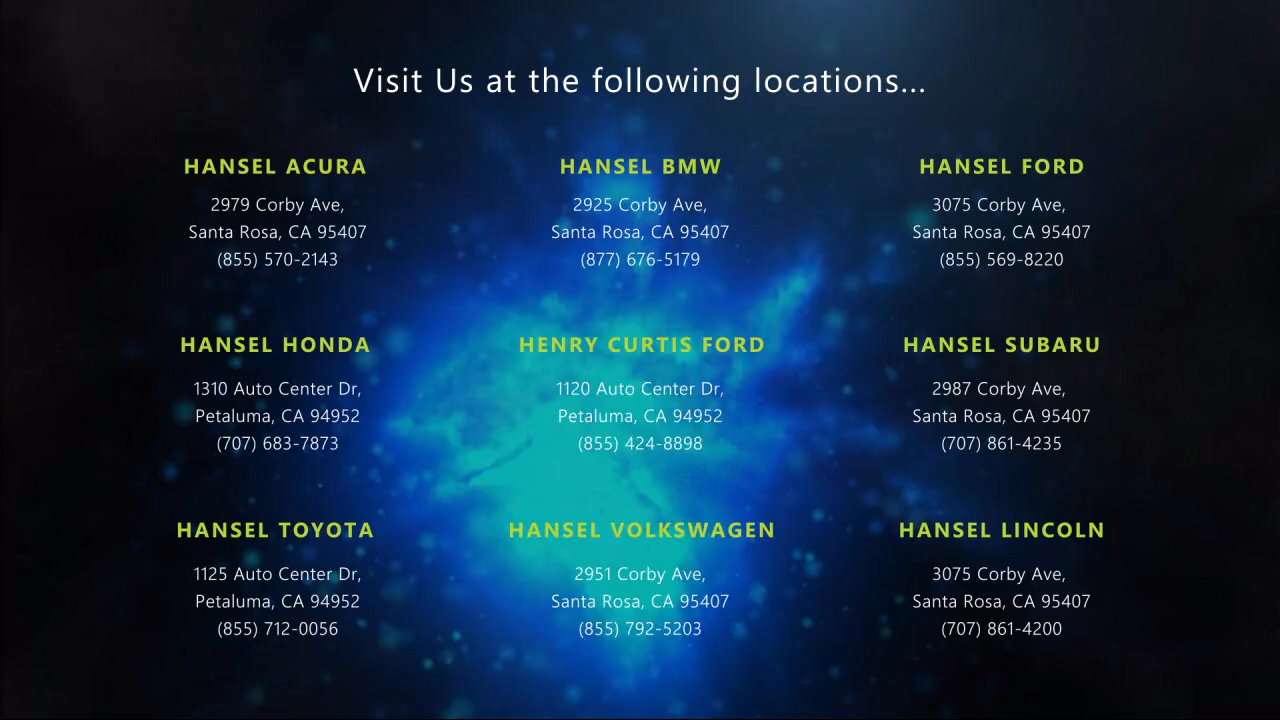 Visit Us at the following locations...
HANSEL ACURA
2979 Corby Ave,
Santa Rosa, CA 95407
(855) 570-2143
HANSEL BMW
2925 Corby Ave,
Santa Rosa, CA 95407
(877) 676-5179
HANSEL FORD
3075 Corby Ave,
Santa Rosa, CA 95407
(855) 569-8220
HANSEL HONDA
1310 Auto Center Dr,
Petaluma, CA 94952
(707) 683-7873
HENRY CURTIS FORD
1120 Auto Center Dr,
Petaluma, CA 94952
(855) 424-8898
HANSEL SUBARU
2987 Corby Ave,
Santa Rosa, CA 95407
(707) 861-4235
HANSEL TOYOTA
1125 Auto Center Dr,
Petaluma, CA 94952
(855) 712-0056
HANSEL VOLKSWAGEN
2951 Corby Ave,
Santa Rosa, CA 95407
(855) 792-5203
HANSEL LINCOLN
3075 Corby Ave,
Santa Rosa, CA 95407
(707) 861-4200